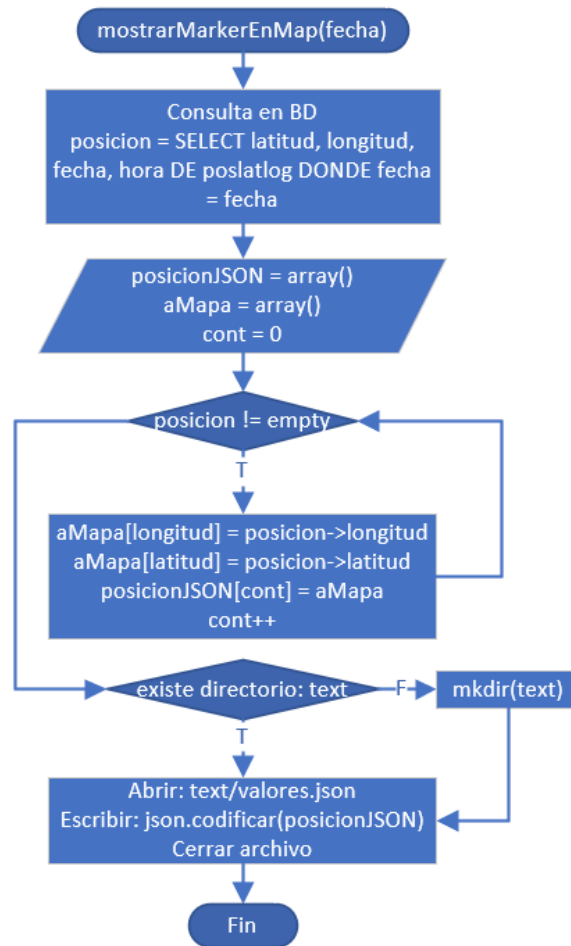 mostrarMarkerEnMap(fecha)
Consulta en BD
posicion = SELECT latitud, longitud,
fecha, hora DE poslatlog DONDE fecha
= fecha
posicionJSON = array()
aMapa = array()
cont = 0
posicion != empty
T
aMapa[longitud] = posicion->longitud
aMapa[latitud] = posicion->latitud
posicionJSON[cont] = aMapa
cont++
existe directorio: text
F
mkdir(text)
T
Abrir: text/valores.json
Escribir: json.codificar(posicionJSON)
Cerrar archivo
Fin